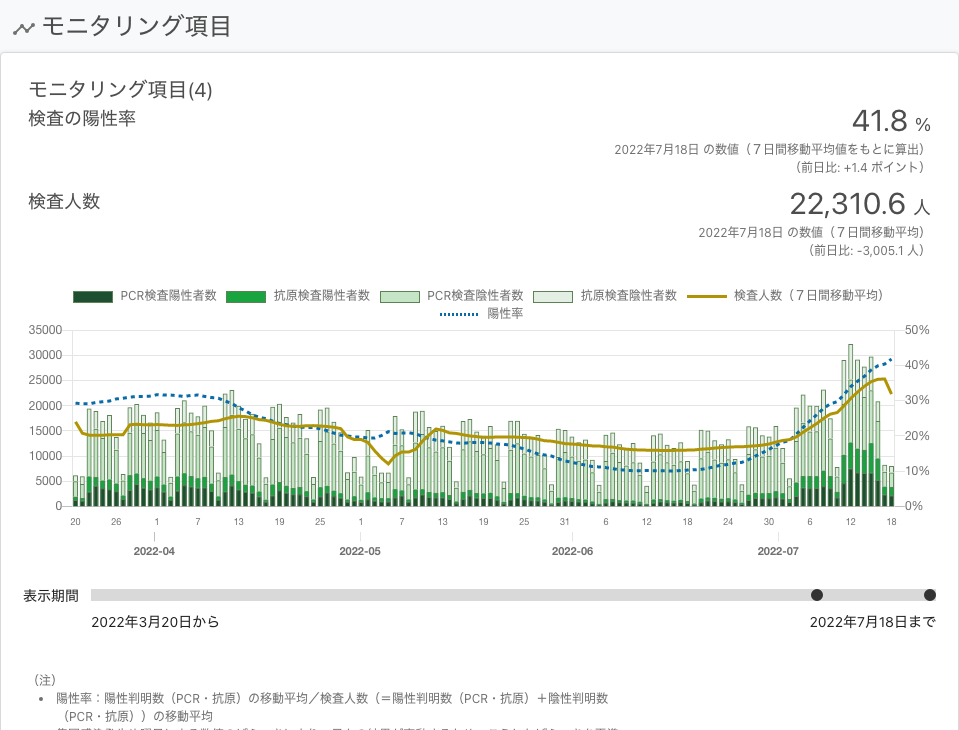 モニタリング項目
モニタリング項目(4)
検査の陽性率
41.8 %
2022年7月18日 の数値（７日間移動平均値をもとに算出）
（前日比: +1.4 ポイント）
検査人数
22,310.6 人
2022年7月18日 の数値（７日間移動平均）
（前日比: -3,005.1 人）
PCR検査陽性者数 抗原検査陽性者数 PCR検査陰性者数 抗原検査陰性者数 検査人数（７日間移動平均）
陽性率
35000 50%
30000
40%
25000
20000 30%
15000
20%
10000
10%
5000
0 0%
20 26 1 7 13 19 25 1 7 13 19 25 31 6 12 18 24 30 6 12 18
2022-04 2022-05 2022-06 2022-07
表示期間
2022年3月20日から 2022年7月18日まで
（注）
• 陽性率：陽性判明数（PCR・抗原）の移動平均／検査人数（＝陽性判明数（PCR・抗原）＋陰性判明数
（PCR・抗原））の移動平均